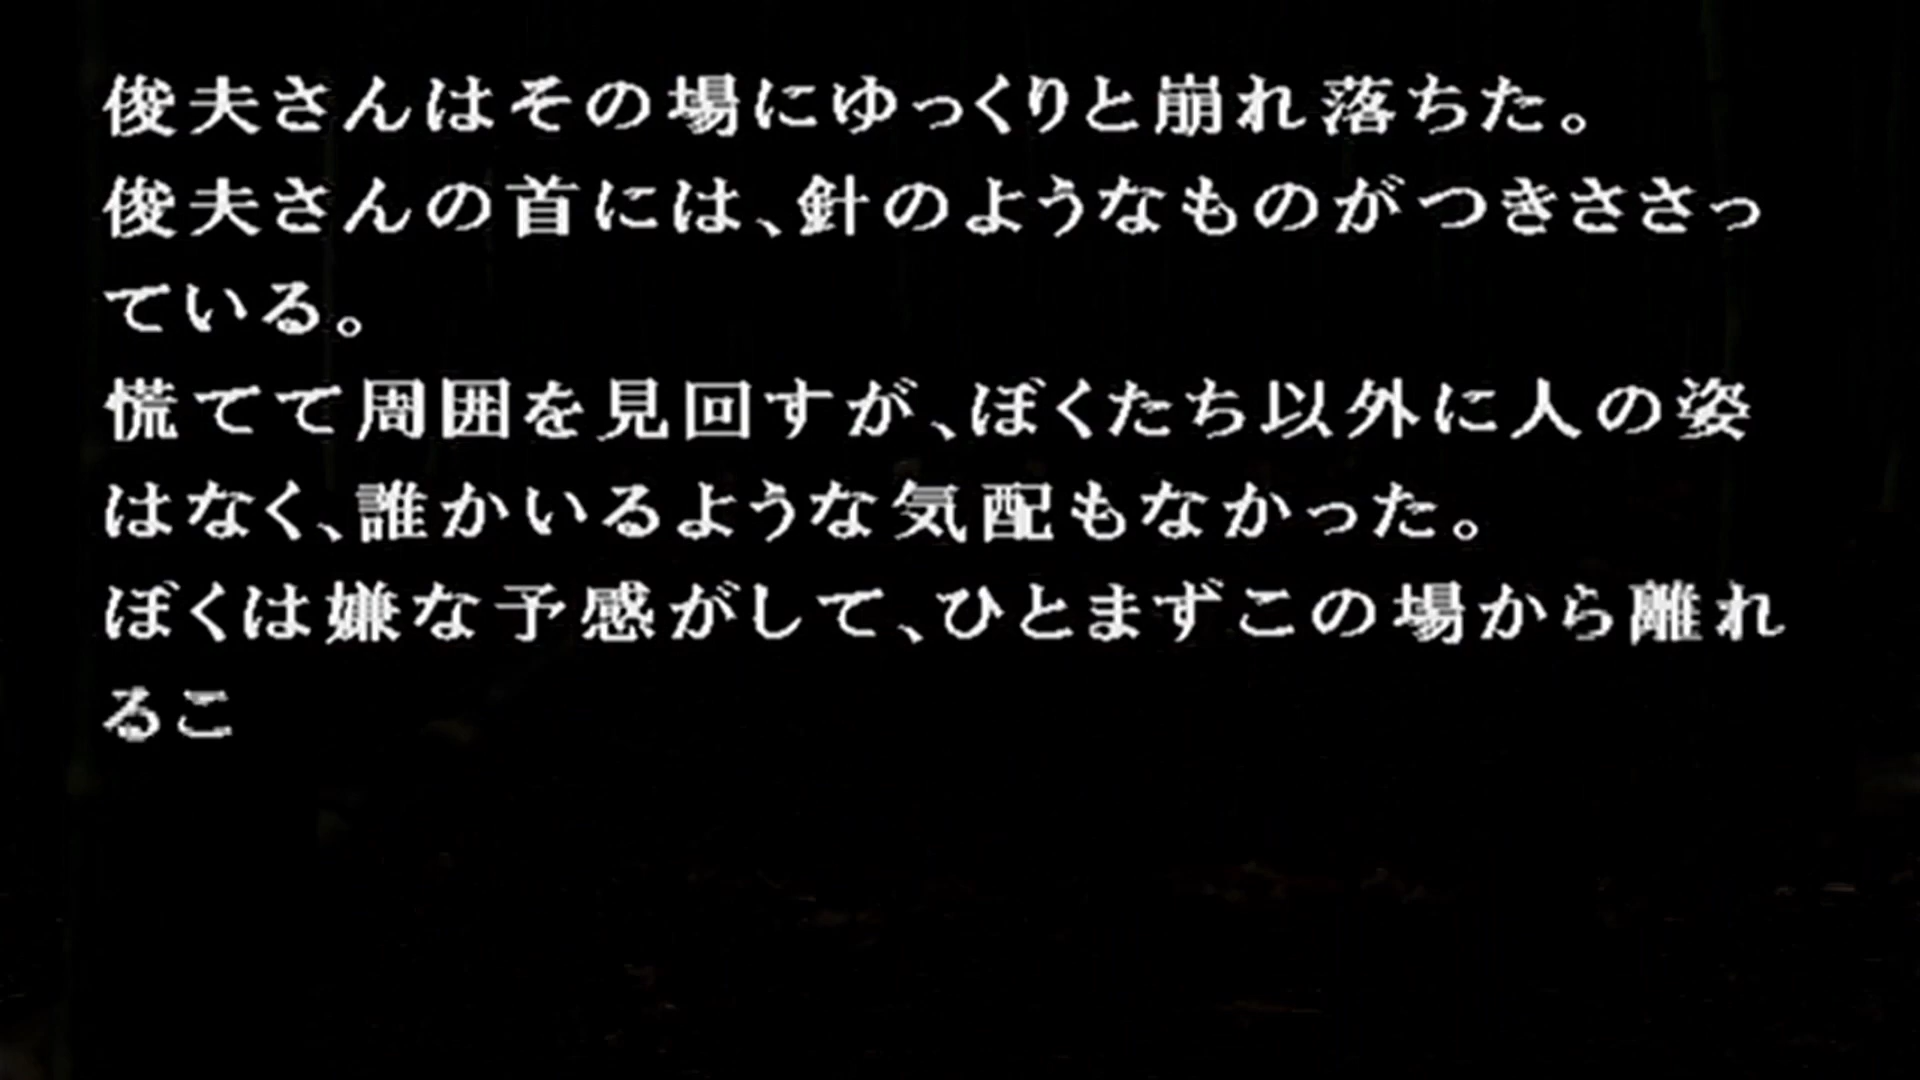 俊夫さんはその場にゆっくりと崩れ落ちた。
俊夫さんの首には、針のようなものがつきささっ
ている。
慌てて周囲を見回すが、ぼくたち以外に人の姿
はなく、誰かいるような気配もなかった。
ぼくは嫌な予感がして、ひとまずこの場から離れ
るこ